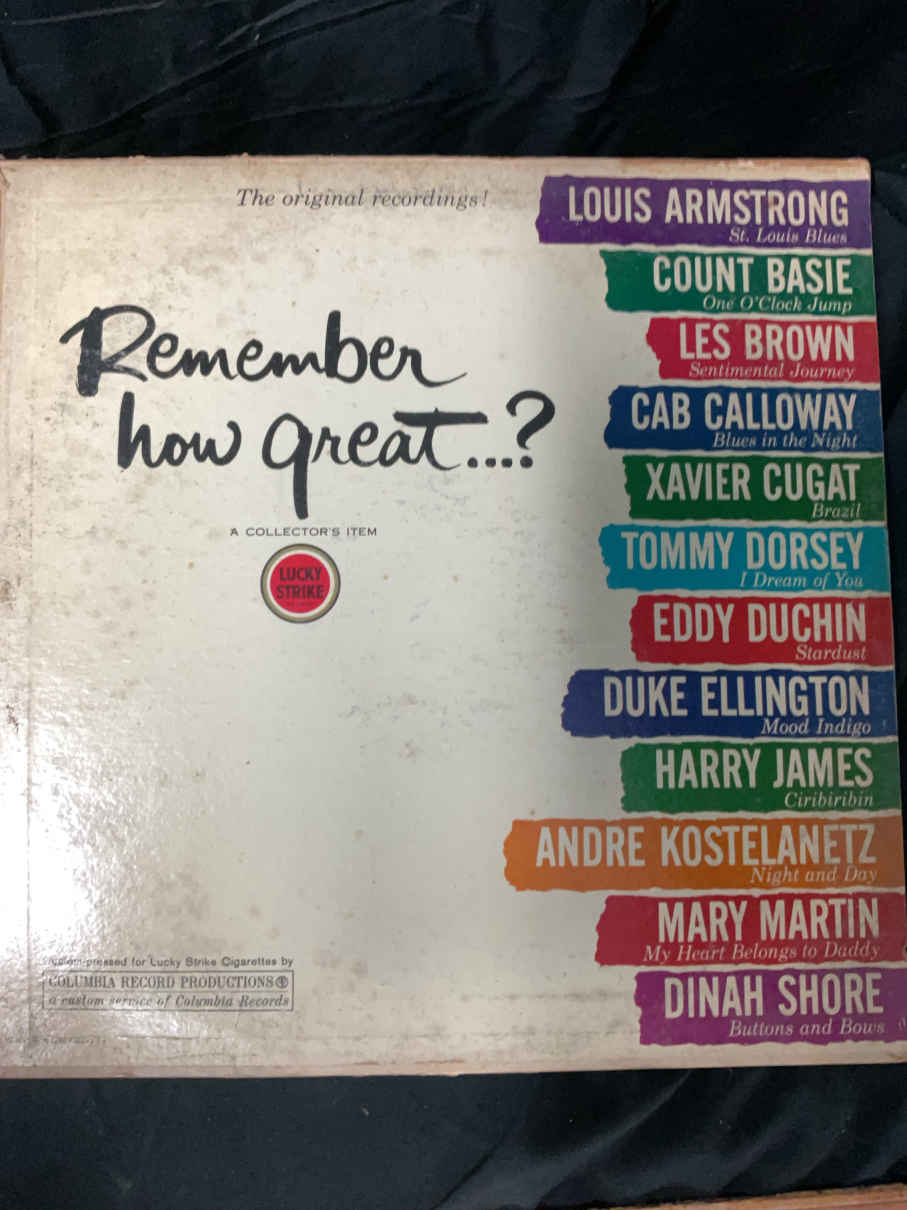 The original recordings!
Remember
how great...?
A COLLECTOR'S ITEM
LUCKY
STRIKE
LOUIS ARMSTRONG
St. Louis Blues
COUNT BASIE
One O'Clock Jump
LES BROWN
Sentimental Journey
CAB CALLOWAY
Blues in the Night
XAVIER CUGAT
Brazil
TOMMY DORSEY
I Dream of You
EDDY DUCHIN
Stardust
DUKE ELLINGTON
Mood Indigo
HARRY JAMES
Ciribiribin
ANDRE KOSTELANETZ
Night and Day
MARY MARTIN
My Heart Belongs to Daddy
DINAH SHORE
Buttons and Bows
Custom-pressed for Lucky Strike Cigarettes by
COLUMBIA RECORD PRODUCTIONS
a custom service of Columbia Records